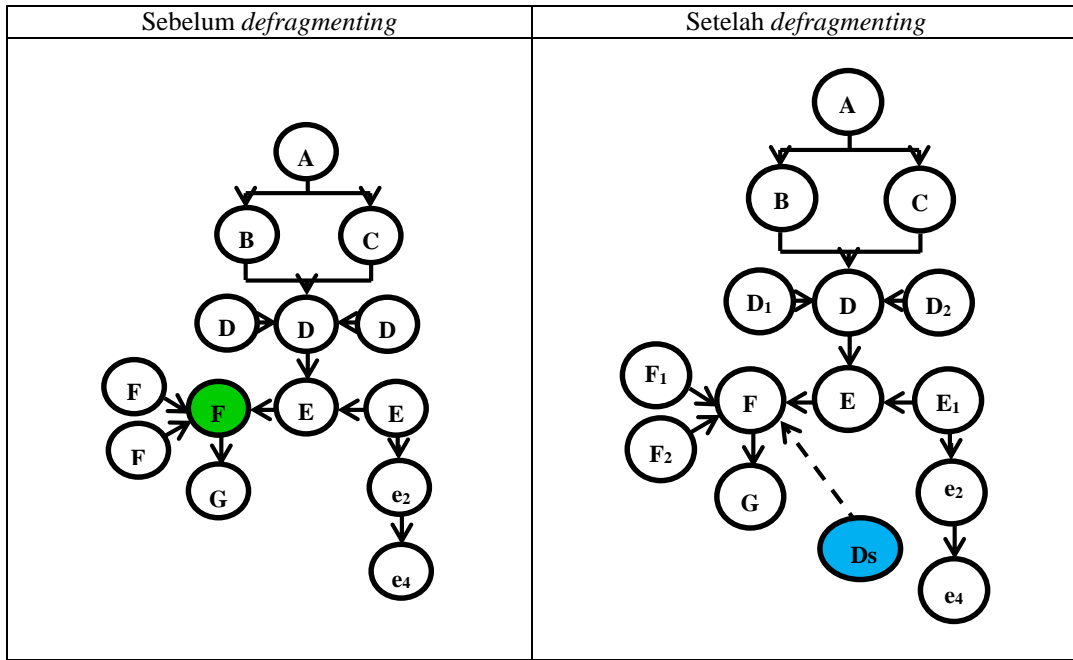 Sebelum defragmenting
Setelah defragmenting
A
B C
D D D
F
F E E
F
G
e₂
e₄
A
B C
D₁ D D₂
F₁
F E E₁
F₂
G
e₂
Ds
e₄